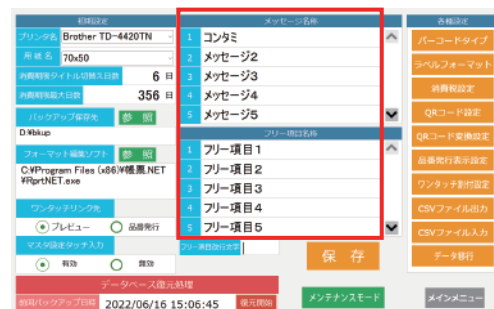 初期設定
プリンタ名 Brother TD-4420TN
用紙名 70x50
消費期限タイトル切替え日数 6 日
消費期限最大日数 356 日
バックアップ保存先 参 照
D:¥bkup
フォーマット編集ソフト 参 照
C:¥Program Files (x86)¥帳票.NET
¥RprtNET.exe
ワンタッチリンク先
プレビュー 品番発行
マスタ設定タッチ入力
有効 無効
メッセージ名称
1 コンタミ
2 メッセージ2
3 メッセージ3
4 メッセージ4
5 メッセージ5
フリー項目名称
1 フリー項目1
2 フリー項目2
3 フリー項目3
4 フリー項目4
5 フリー項目5
フリー項目改行文字
保 存
各種設定
バーコードタイプ
ラベルフォーマット
消費税設定
QRコード設定
QRコード変換設定
品番発行表示設定
ワンタッチ割付設定
CSVファイル出力
CSVファイル入力
データ移行
データベース復元処理
前回バックアップ日時 2022/06/16 15:06:45 復元開始
メンテナンスモード
メインメニュー